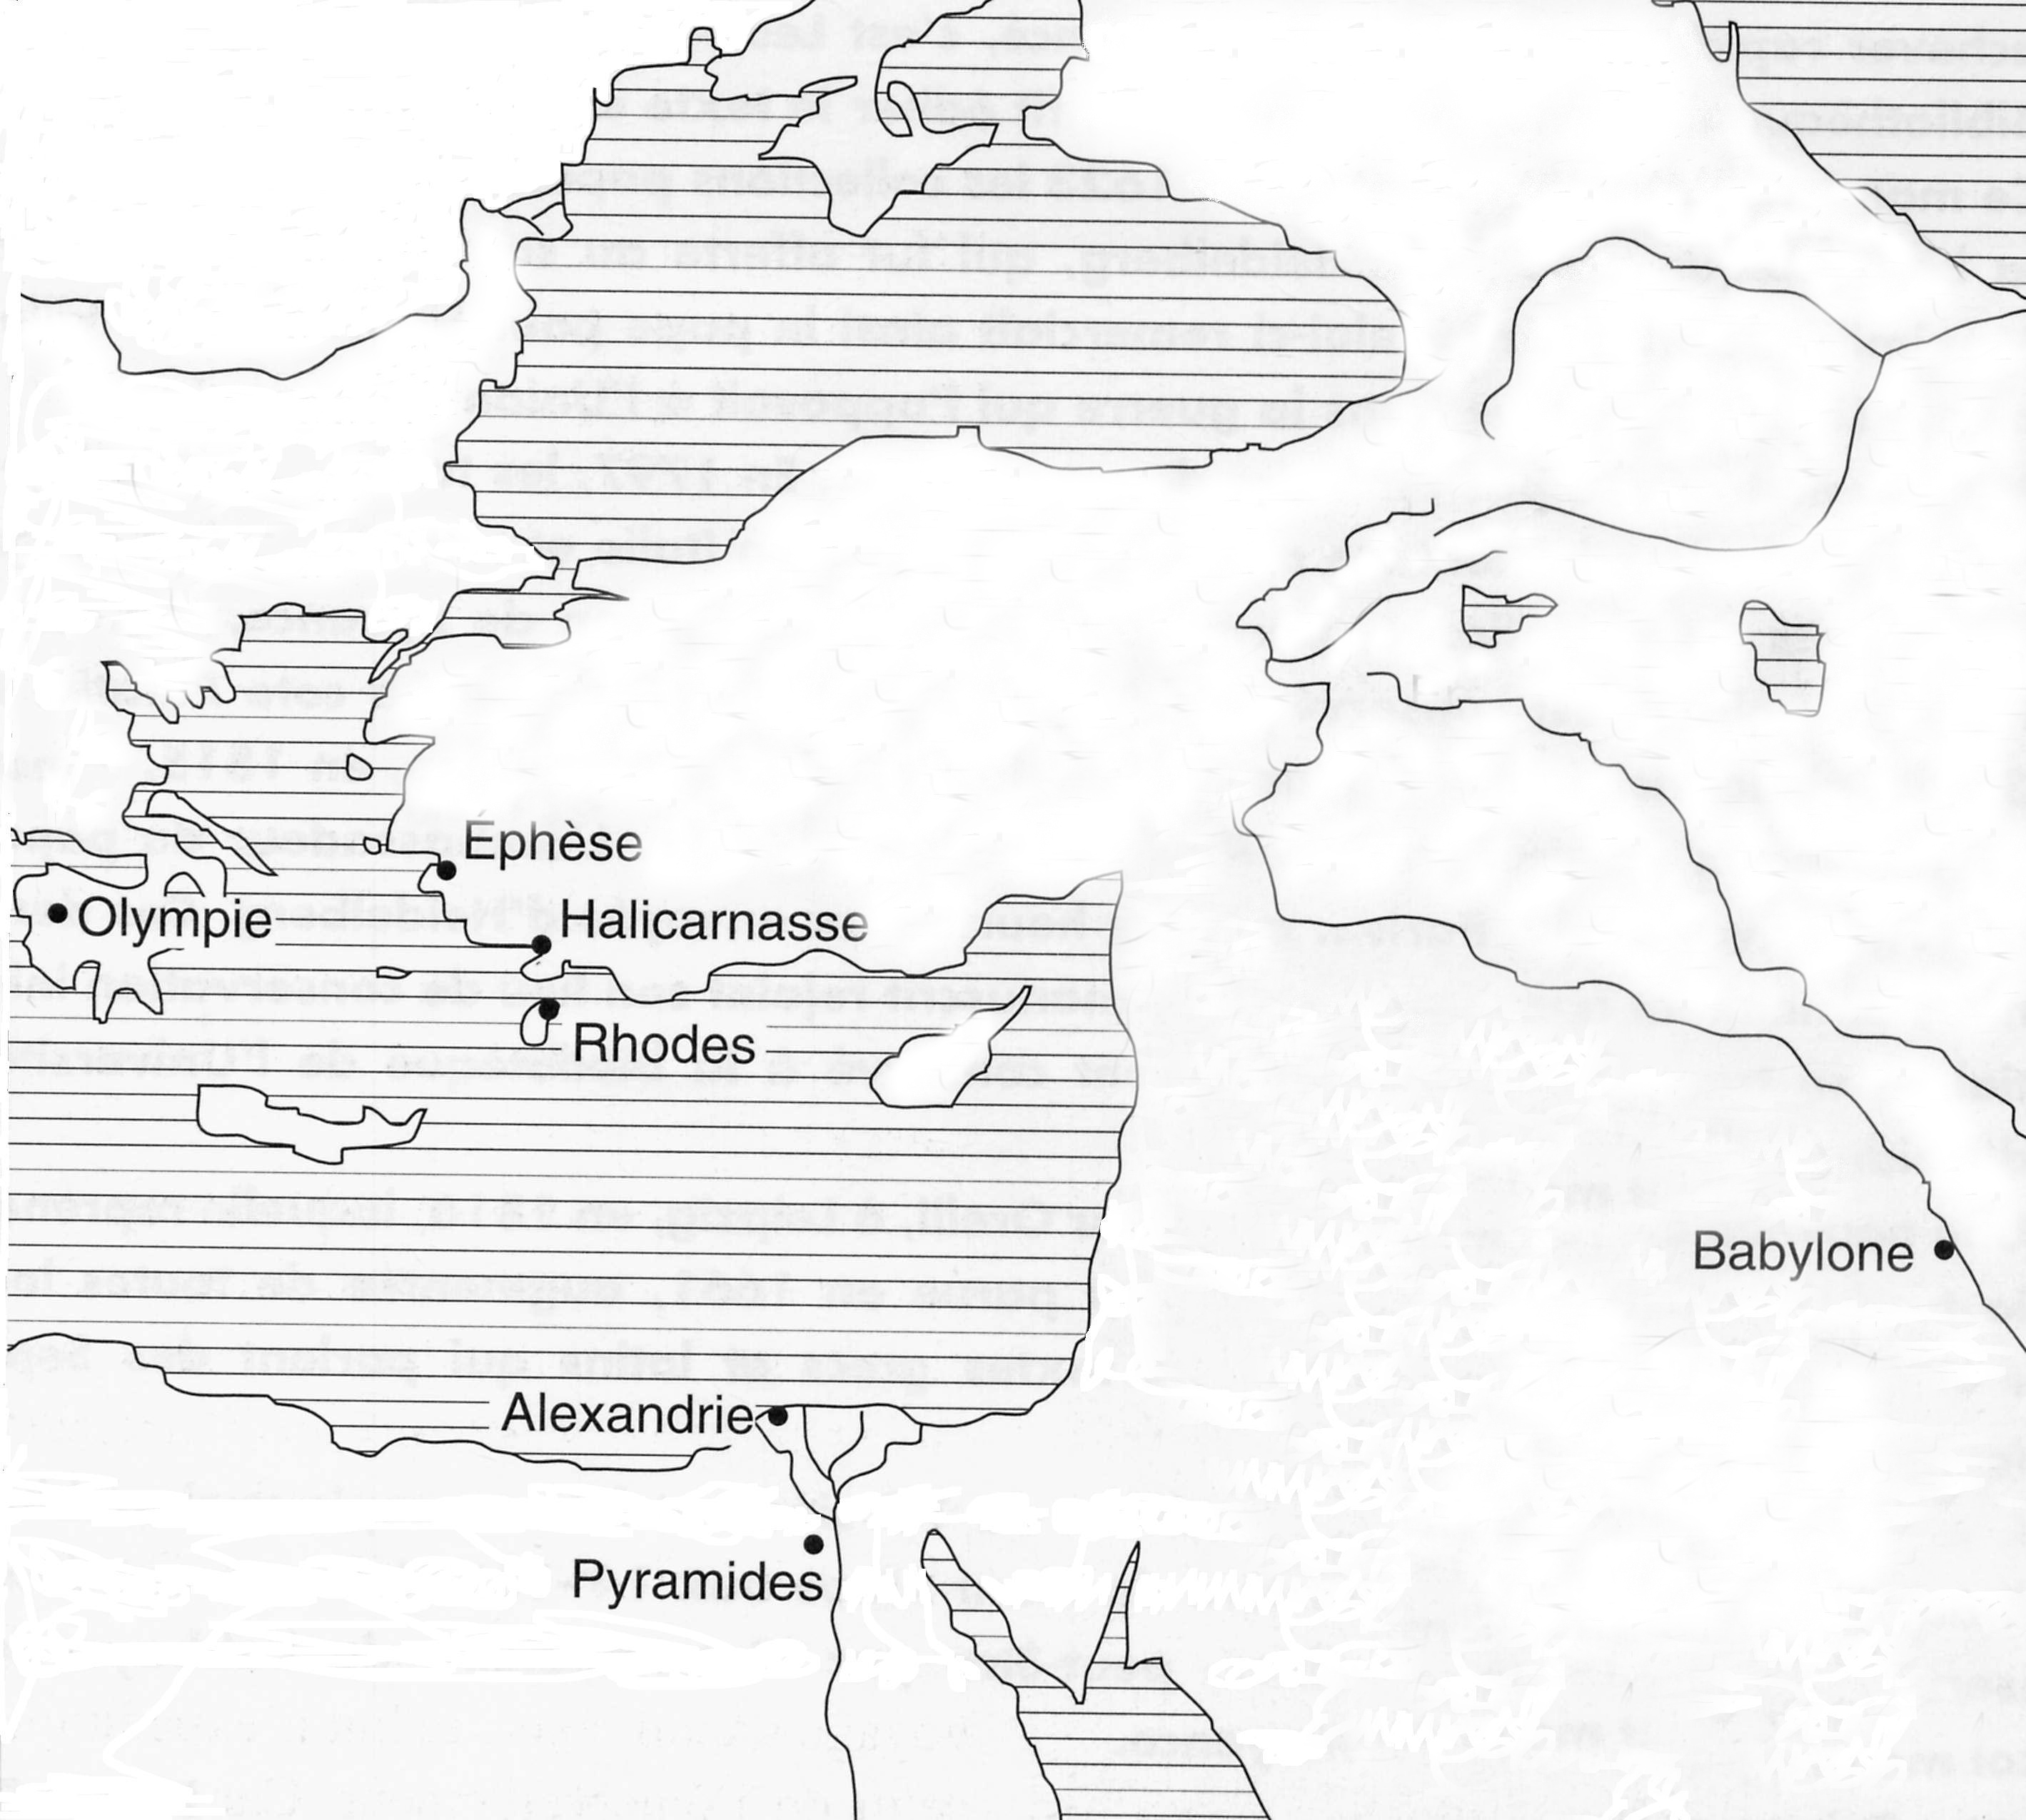 Éphèse
Olympie
Halicarnasse
Rhodes
Babylone
Alexandrie
Pyramides